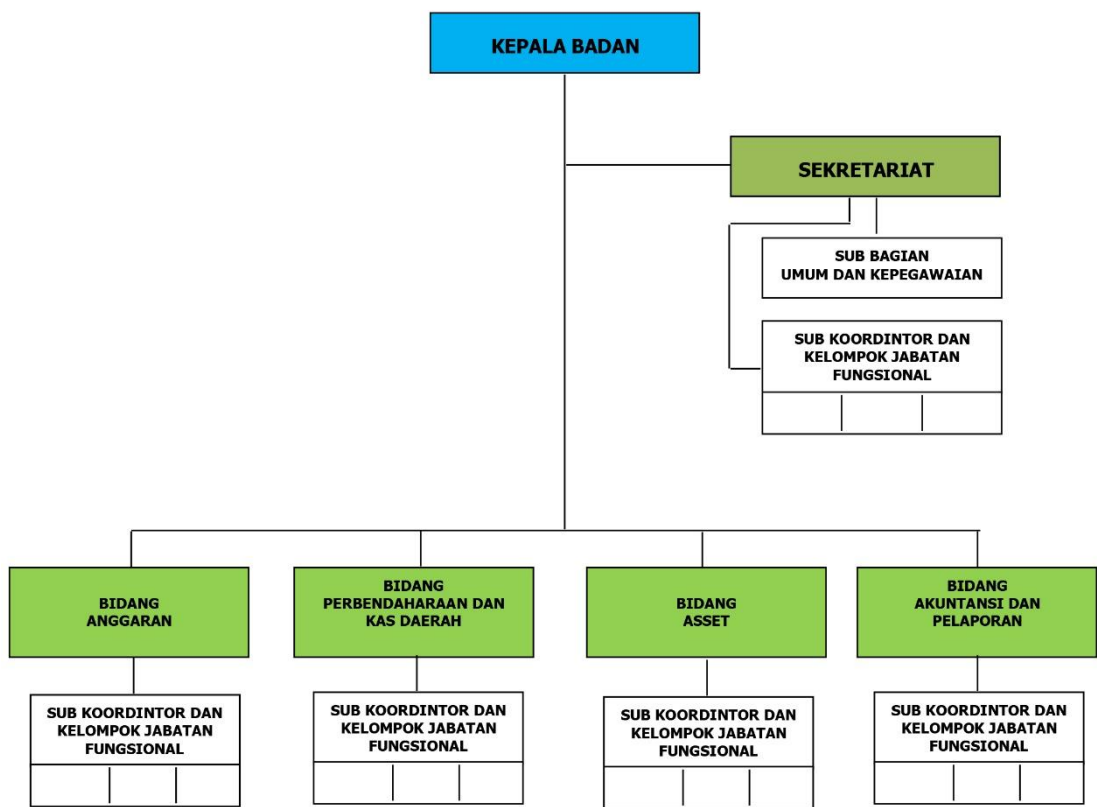 KEPALA BADAN
SEKRETARIAT
SUB BAGIAN
UMUM DAN KEPEGAWAIAN
SUB KOORDINTOR DAN
KELOMPOK JABATAN
FUNGSIONAL
BIDANG
ANGGARAN
BIDANG
PERBENDAHARAAN DAN
KAS DAERAH
BIDANG
ASSET
BIDANG
AKUNTANSI DAN
PELAPORAN
SUB KOORDINTOR DAN
KELOMPOK JABATAN
FUNGSIONAL
SUB KOORDINTOR DAN
KELOMPOK JABATAN
FUNGSIONAL
SUB KOORDINTOR DAN
KELOMPOK JABATAN
FUNGSIONAL
SUB KOORDINTOR DAN
KELOMPOK JABATAN
FUNGSIONAL